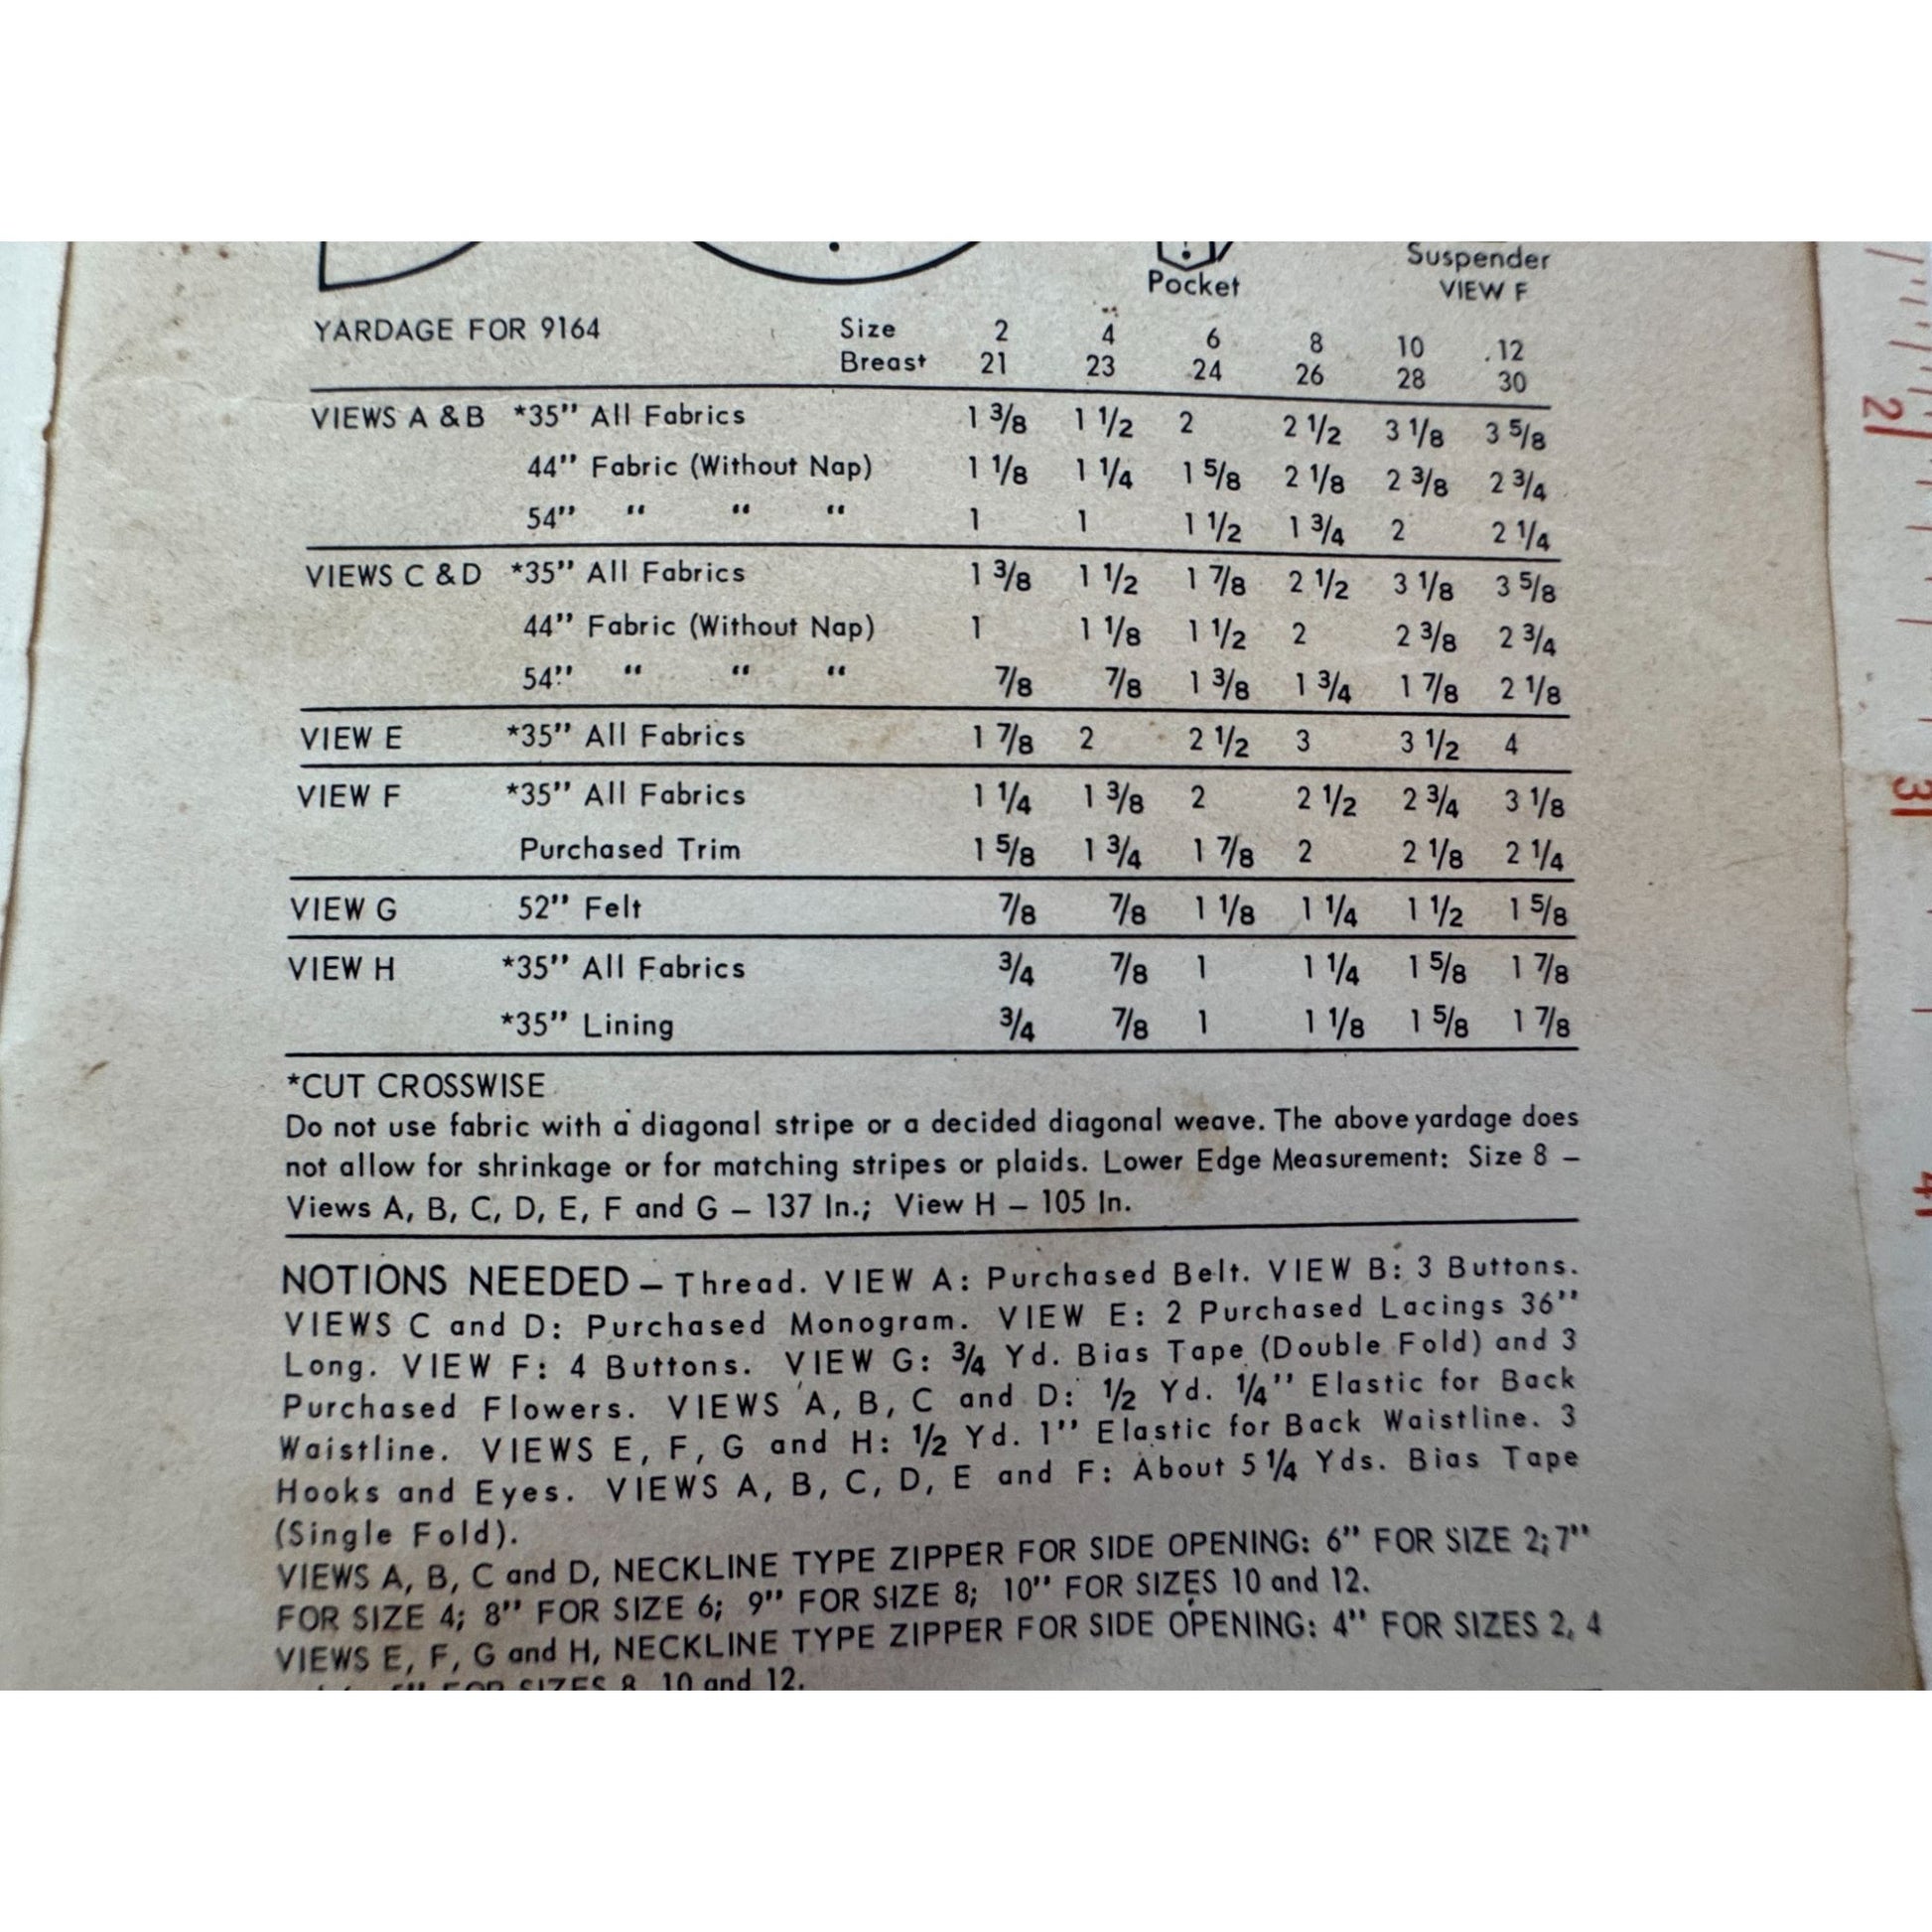 Suspender
Pocket VIEW F
YARDAGE FOR 9164 Size 2 4 6 8 10 12
Breast 21 23 24 26 28 30
VIEWS A & B *35" All Fabrics 1 3/8 1 1/2 2 2 1/2 3 1/8 3 5/8
44" Fabric (Without Nap) 1 1/8 1 1/4 1 5/8 2 1/8 2 3/8 2 3/4
54" " " " 1 1 1 1/2 1 3/4 2 2 1/4
VIEWS C & D *35" All Fabrics 1 3/8 1 1/2 1 7/8 2 1/2 3 1/8 3 5/8
44" Fabric (Without Nap) 1 1 1/8 1 1/2 2 2 3/8 2 3/4
54" " " " 7/8 7/8 1 3/8 1 3/4 1 7/8 2 1/8
VIEW E *35" All Fabrics 1 7/8 2 2 1/2 3 3 1/2 4
VIEW F *35" All Fabrics 1 1/4 1 3/8 2 2 1/2 2 3/4 3 1/8
Purchased Trim 1 5/8 1 3/4 1 7/8 2 2 1/8 2 1/4
VIEW G 52" Felt 7/8 7/8 1 1/8 1 1/4 1 1/2 1 5/8
VIEW H *35" All Fabrics 3/4 7/8 1 1 1/4 1 5/8 1 7/8
*35" Lining 3/4 7/8 1 1 1/8 1 5/8 1 7/8
*CUT CROSSWISE
Do not use fabric with a diagonal stripe or a decided diagonal weave. The above yardage does
not allow for shrinkage or for matching stripes or plaids. Lower Edge Measurement: Size 8 –
Views A, B, C, D, E, F and G – 137 In.; View H – 105 In.
NOTIONS NEEDED – Thread. VIEW A: Purchased Belt. VIEW B: 3 Buttons.
VIEWS C and D: Purchased Monogram. VIEW E: 2 Purchased Lacings 36"
Long. VIEW F: 4 Buttons. VIEW G: 3/4 Yd. Bias Tape (Double Fold) and 3
Purchased Flowers. VIEWS A, B, C and D: 1/2 Yd. 1/4" Elastic for Back
Waistline. VIEWS E, F, G and H: 1/2 Yd. 1" Elastic for Back Waistline. 3
Hooks and Eyes. VIEWS A, B, C, D, E and F: About 5 1/4 Yds. Bias Tape
(Single Fold).
VIEWS A, B, C and D, NECKLINE TYPE ZIPPER FOR SIDE OPENING: 6" FOR SIZE 2; 7"
FOR SIZE 4; 8" FOR SIZE 6; 9" FOR SIZE 8; 10" FOR SIZES 10 and 12.
VIEWS E, F, G and H, NECKLINE TYPE ZIPPER FOR SIDE OPENING: 4" FOR SIZES 2, 4
5" FOR SIZES 8, 10 and 12.
2
3
4